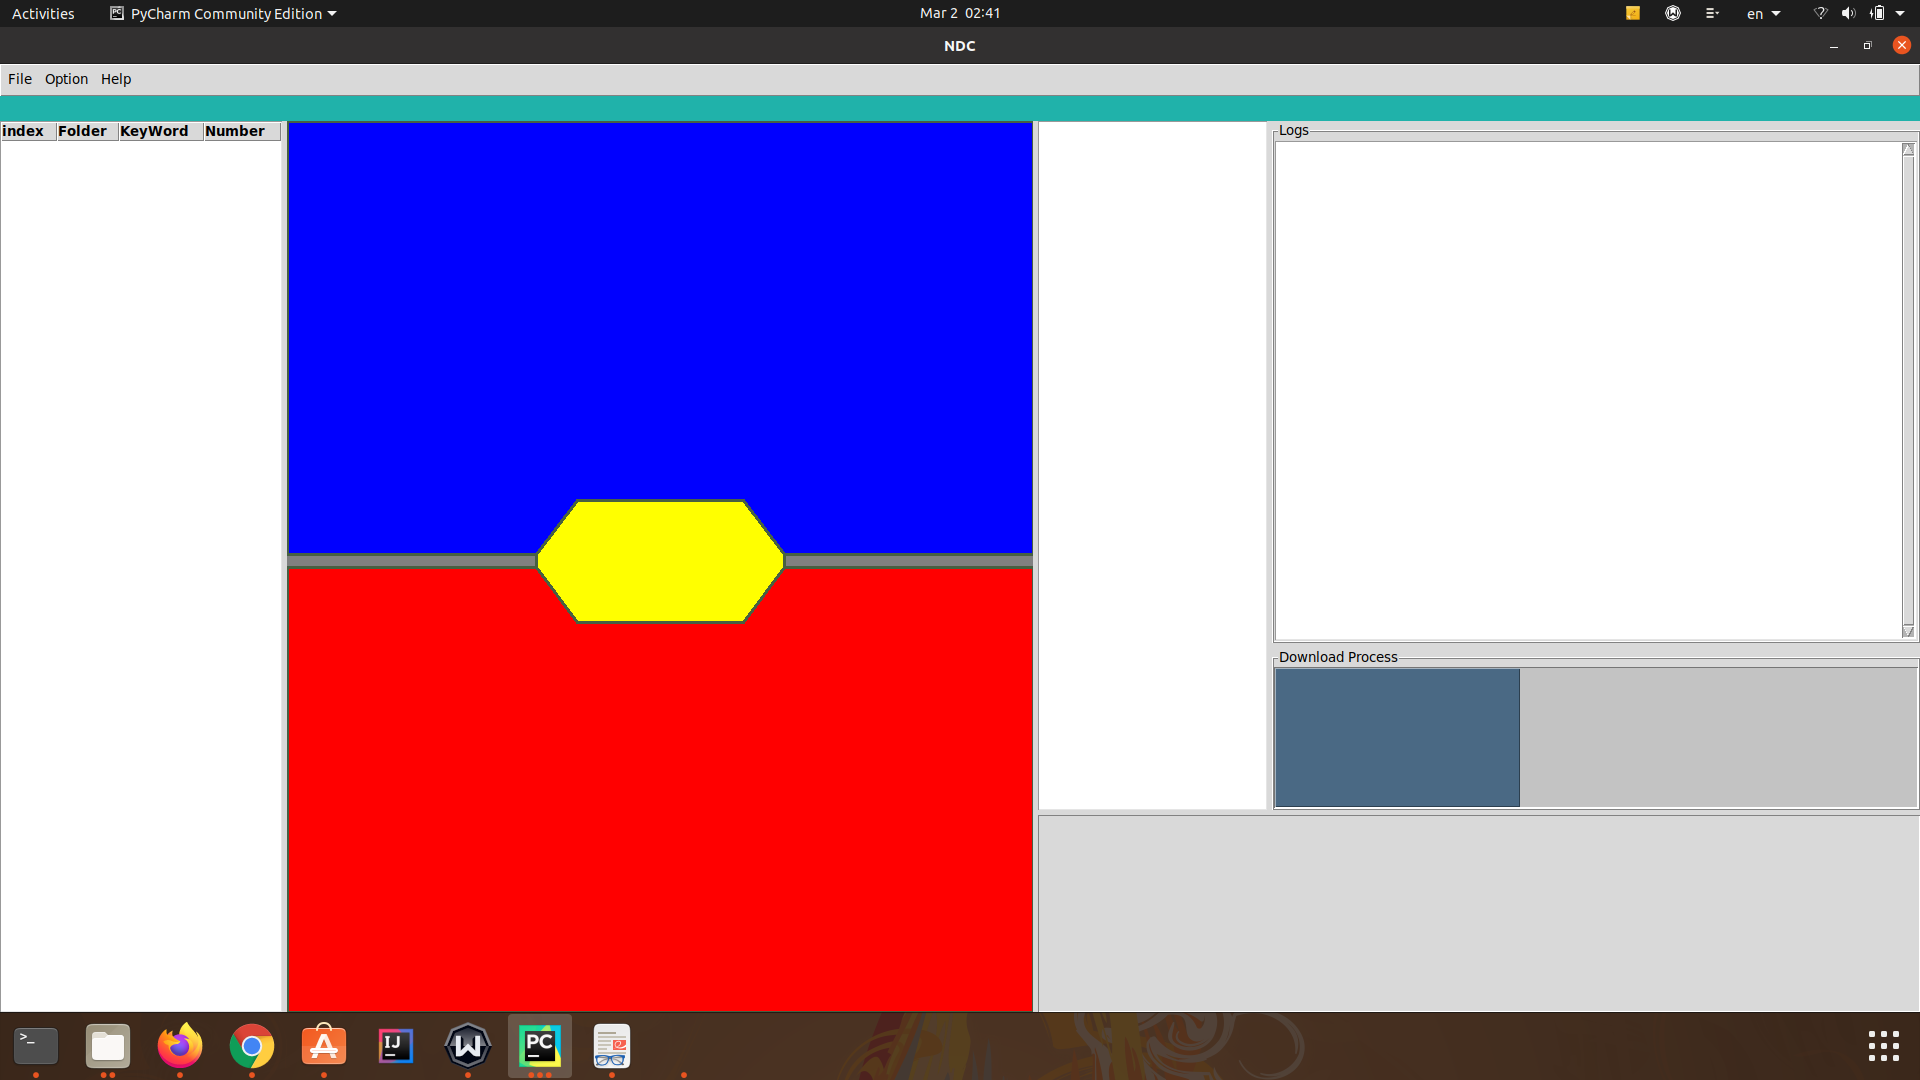 Activities PyCharm Community Edition Mar 2 02:41 en
NDC
File Option Help
index Folder KeyWord Number
Logs
Download Process
>_ IJ W PC